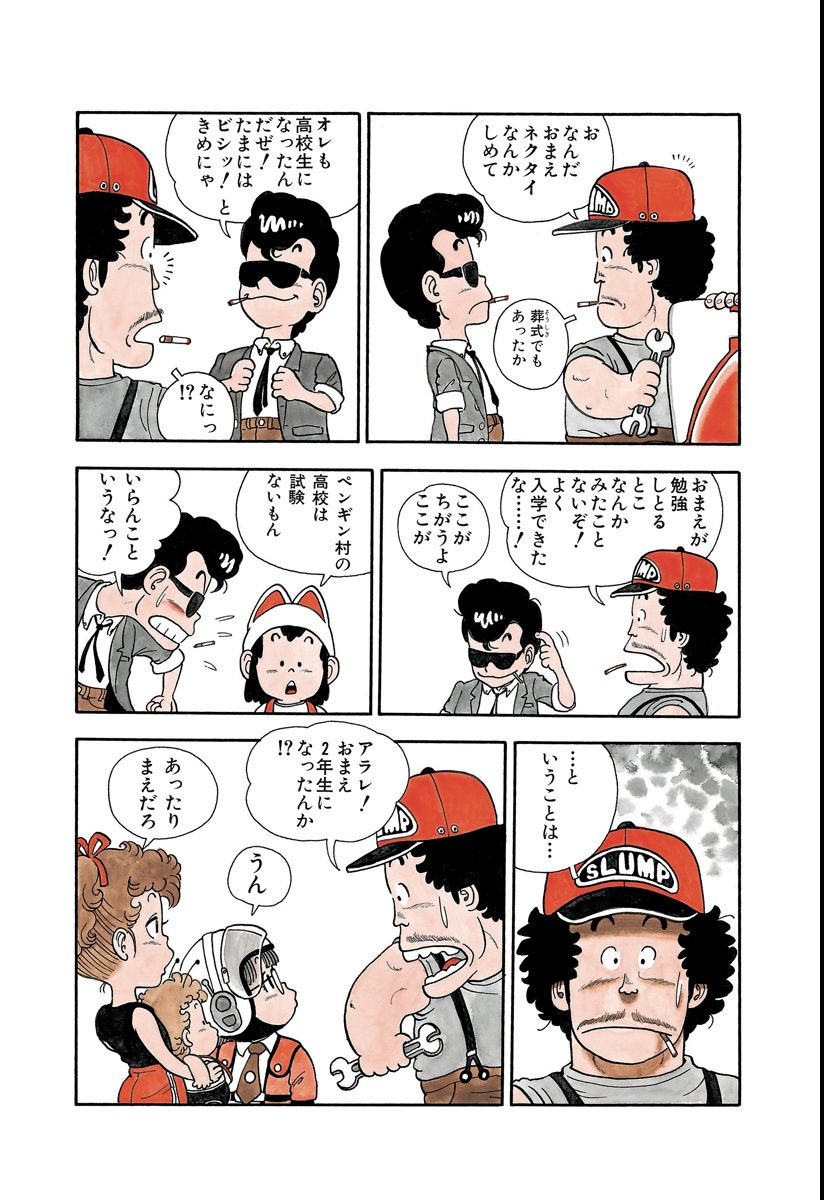 お
なんだ
おまえ
ネクタイ
なんか
しめて
葬式でも
そうしき
あったか
オレも
高校生に
なったん
だぜ!
たまには
ビシッ!と
きめにゃ
なにっ
!?
おまえが
勉強
しとる
とこ
なんか
みたこと
ないぞ!
よく
入学できた
な……!
ここが
ちがうよ
ここが
ペンギン村の
高校は
試験
ないもん
いらんこと
いうなっ!
…と
いうことは…
SLUMP
アラレ!
おまえ
2年生に
なったんか
!?
うん
あったり
まえだろ